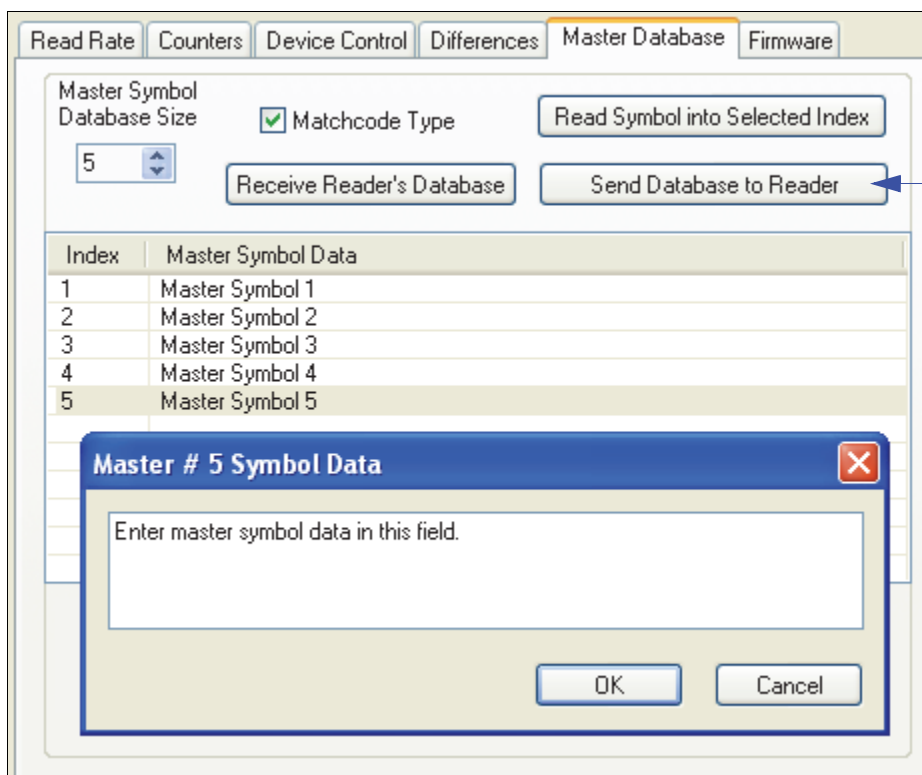 Read Rate Counters Device Control Differences Master Database Firmware
Master Symbol
Database Size
Matchcode Type
Read Symbol into Selected Index
5
Receive Reader's Database
Send Database to Reader
Index Master Symbol Data
1 Master Symbol 1
2 Master Symbol 2
3 Master Symbol 3
4 Master Symbol 4
5 Master Symbol 5
Master # 5 Symbol Data
Enter master symbol data in this field.
OK Cancel